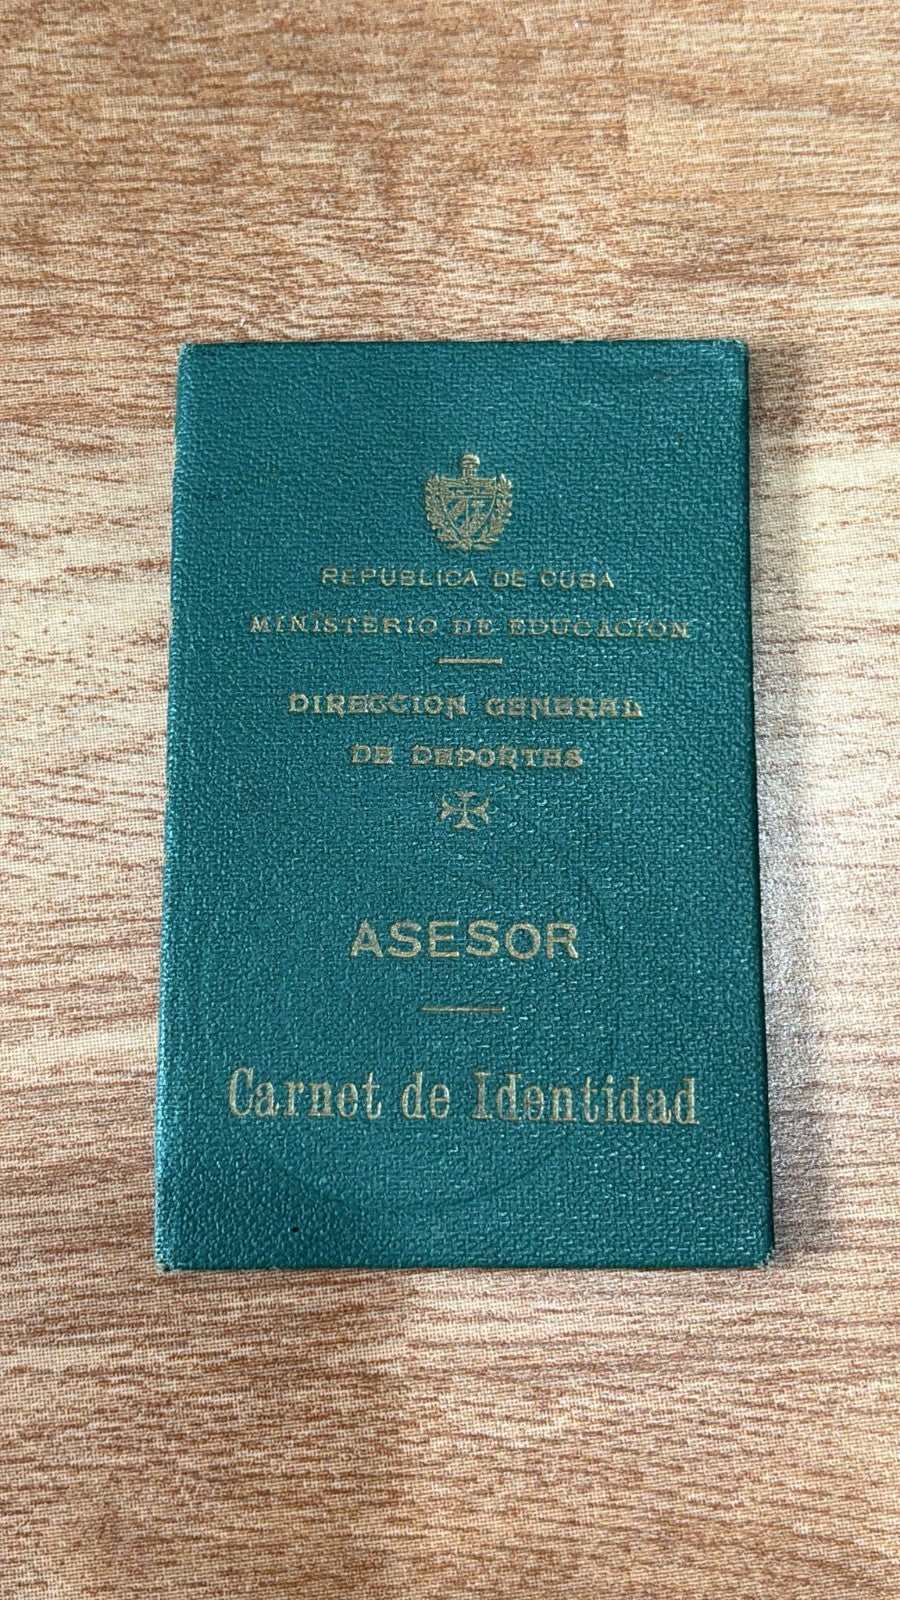 REPUBLICA DE CUBA
MINISTERIO DE EDUCACION
DIRECCION GENERAL
DE DEPORTES
ASESOR
Carnet de Identidad